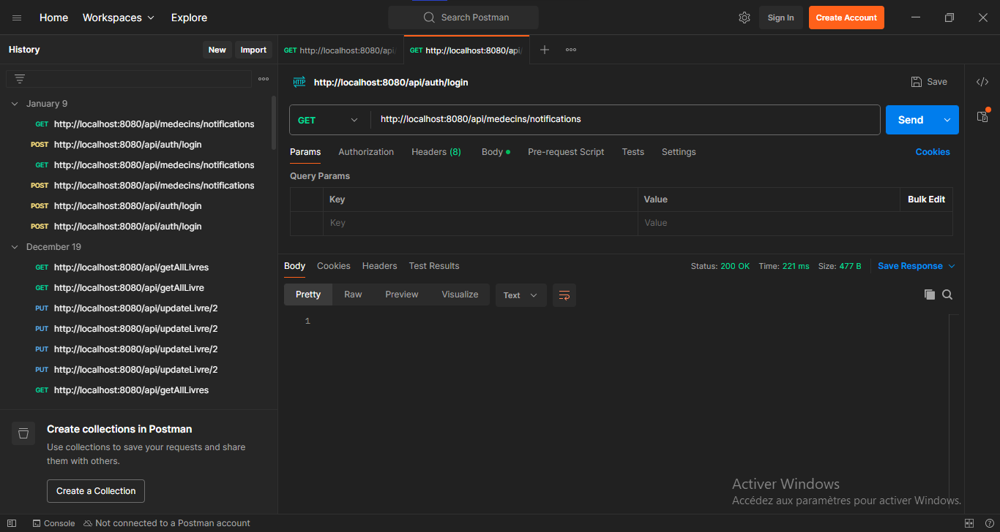 Home Workspaces Explore Search Postman Sign In Create Account
History New Import
GET http://localhost:8080/api/ GET http://localhost:8080/api/
HTTP http://localhost:8080/api/auth/login Save
January 9
GET http://localhost:8080/api/medecins/notifications
POST http://localhost:8080/api/auth/login
GET http://localhost:8080/api/medecins/notifications
POST http://localhost:8080/api/medecins/notifications
POST http://localhost:8080/api/auth/login
POST http://localhost:8080/api/auth/login
December 19
GET http://localhost:8080/api/getAllLivres
GET http://localhost:8080/api/getAllLivre
PUT http://localhost:8080/api/updateLivre/2
PUT http://localhost:8080/api/updateLivre/2
PUT http://localhost:8080/api/updateLivre/2
PUT http://localhost:8080/api/updateLivre/2
GET http://localhost:8080/api/getAllLivres
Create collections in Postman
Use collections to save your requests and share
them with others.
Create a Collection
GET http://localhost:8080/api/medecins/notifications Send
Params Authorization Headers (8) Body Pre-request Script Tests Settings Cookies
Query Params
Key Value Bulk Edit
Key Value
Body Cookies Headers Test Results Status: 200 OK Time: 221 ms Size: 477 B Save Response
Pretty Raw Preview Visualize Text
1
Activer Windows
Accédez aux paramètres pour activer Windows.
Console Not connected to a Postman account